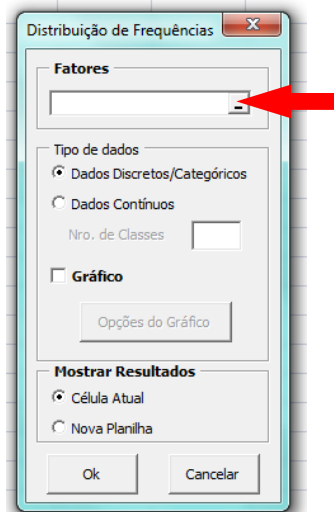 Distribuição de Frequências
Fatores
Tipo de dados
Dados Discretos/Categóricos
Dados Contínuos
Nro. de Classes
Gráfico
Opções do Gráfico
Mostrar Resultados
Célula Atual
Nova Planilha
Ok Cancelar